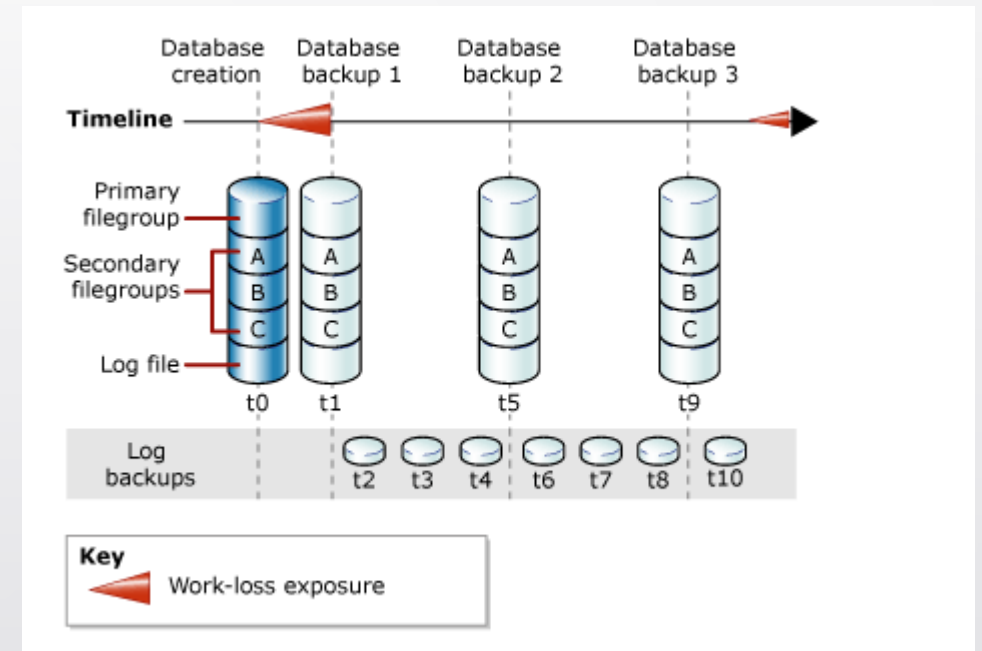 Database creation
Database backup 1
Database backup 2
Database backup 3
Timeline
Primary filegroup
Secondary filegroups
Log file
A
B
C
A
B
C
A
B
C
A
B
C
t0
t1
t5
t9
Log backups
t2
t3
t4
t6
t7
t8
t10
Key
Work-loss exposure